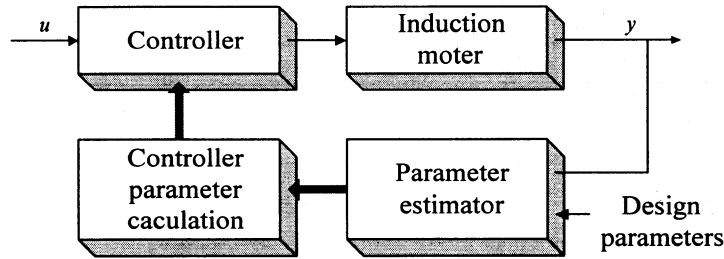 u
Controller
Induction
moter
y
Controller
parameter
caculation
Parameter
estimator
Design
parameters